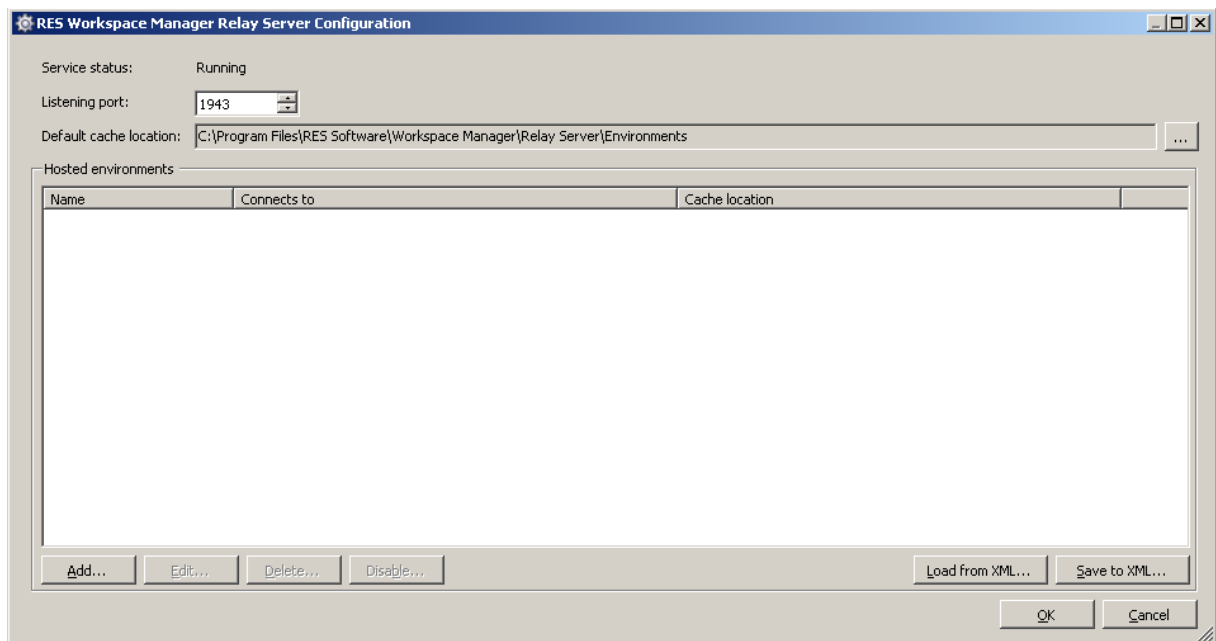 RES Workspace Manager Relay Server Configuration
Service status: Running
Listening port: 1943
Default cache location: C:\Program Files\RES Software\Workspace Manager\Relay Server\Environments ...
Hosted environments
Name Connects to Cache location
Add... Edit... Delete... Disable... Load from XML... Save to XML...
OK Cancel